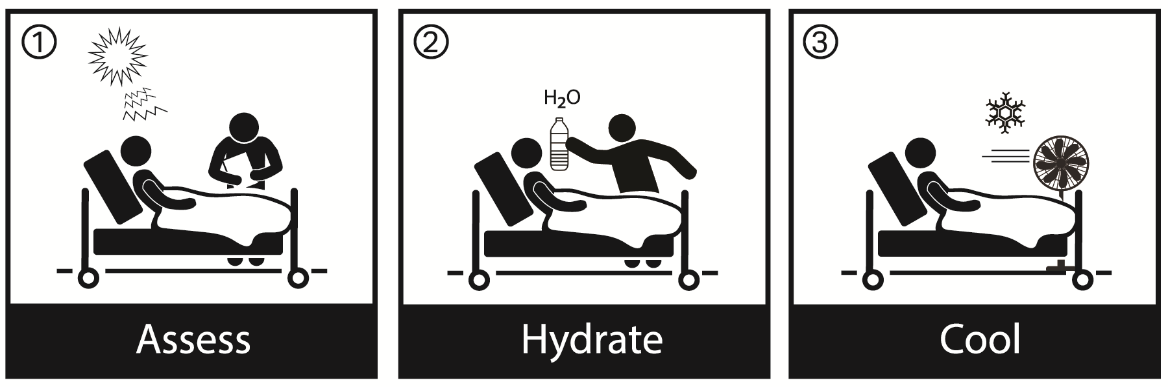 ①
Assess
②
H₂O
Hydrate
③
Cool